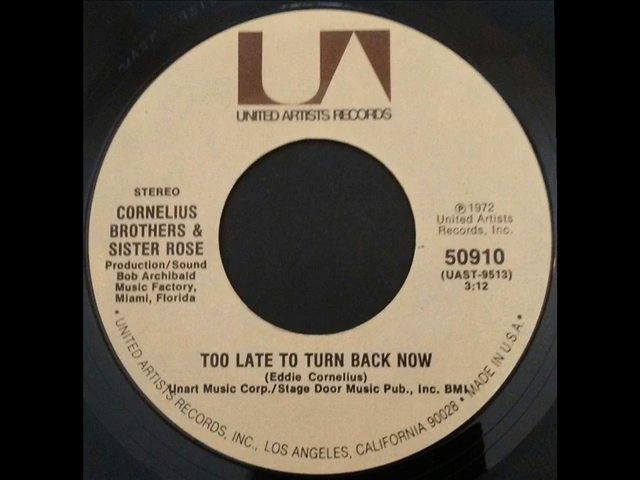 UA
UNITED ARTISTS RECORDS
STEREO
CORNELIUS
BROTHERS &
SISTER ROSE
Production/Sound
Bob Archibald
Music Factory,
Miami, Florida
℗ 1972
United Artists
Records, Inc.
50910
(UAST-9513)
3:12
TOO LATE TO TURN BACK NOW
(Eddie Cornelius)
Unart Music Corp./Stage Door Music Pub., Inc. BMI
• UNITED ARTISTS RECORDS, INC., LOS ANGELES, CALIFORNIA 90028 • MADE IN U.S.A •